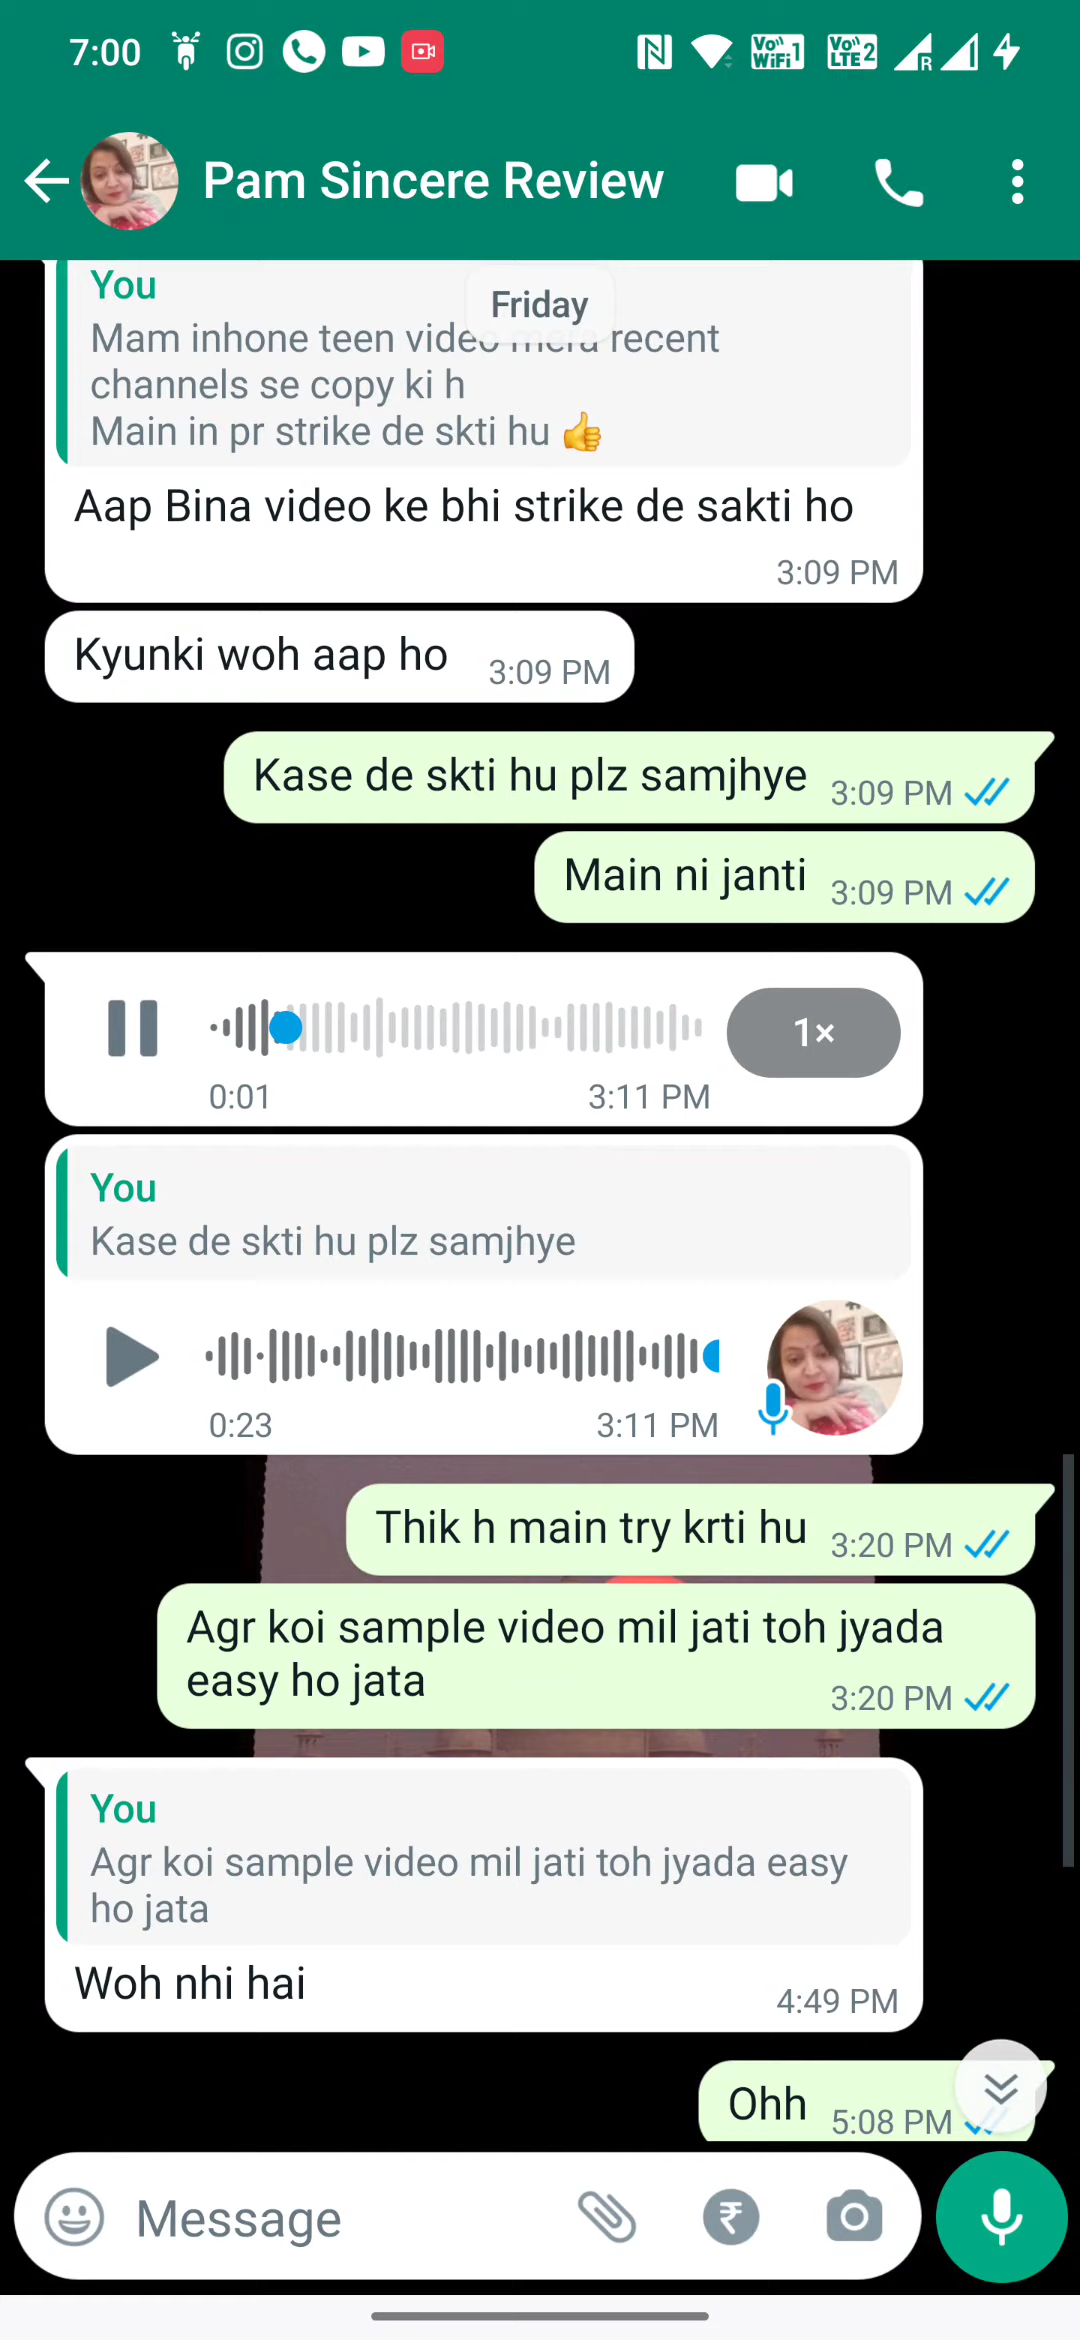 7:00
Vo WiFi 1
Vo LTE 2
R
Pam Sincere Review
Friday
You
Mam inhone teen video mera recent
channels se copy ki h
Main in pr strike de skti hu 👍
Aap Bina video ke bhi strike de sakti ho
3:09 PM
Kyunki woh aap ho
3:09 PM
Kase de skti hu plz samjhye
3:09 PM
Main ni janti
3:09 PM
1×
0:01
3:11 PM
You
Kase de skti hu plz samjhye
0:23
3:11 PM
Thik h main try krti hu
3:20 PM
Agr koi sample video mil jati toh jyada
easy ho jata
3:20 PM
You
Agr koi sample video mil jati toh jyada easy
ho jata
Woh nhi hai
4:49 PM
Ohh
5:08 PM
Message